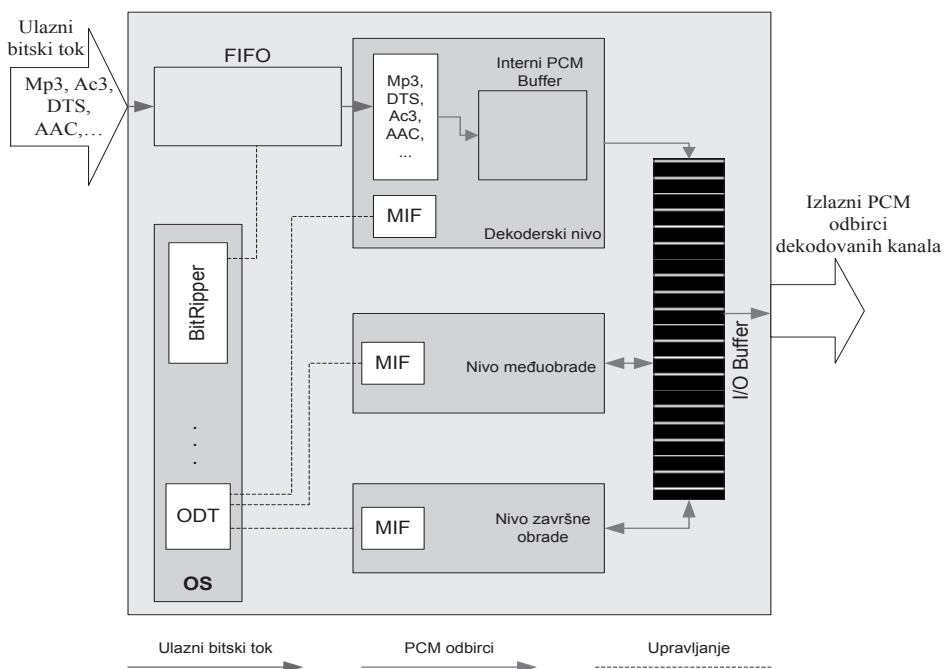 Ulazni
bitski tok
Mp3, Ac3,
DTS,
AAC,…
FIFO
Mp3,
DTS,
Ac3,
AAC,
...
Interni PCM
Buffer
MIF
Dekoderski nivo
BitRipper
. . .
ODT
OS
MIF
Nivo međuobrade
MIF
Nivo završne
obrade
I/O Buffer
Izlazni PCM
odbirci
dekodovanih kanala
Ulazni bitski tok
PCM odbirci
Upravljanje